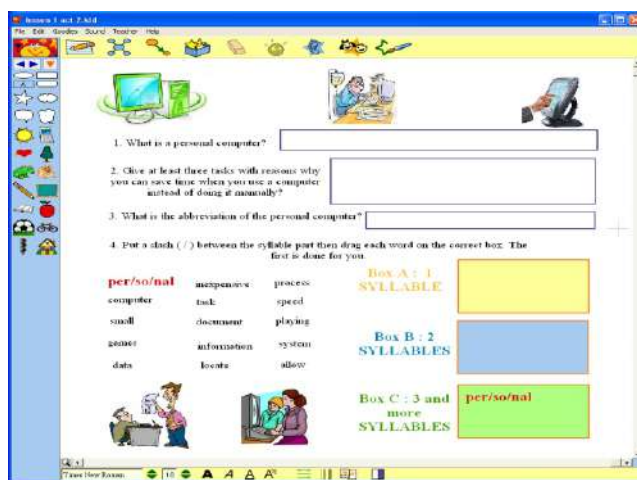 lesson 1 act 2.kid
File Edit Goodies Sound Teacher Help
1. What is a personal computer?
2. Give at least three tasks with reasons why
you can save time when you use a computer
instead of doing it manually?
3. What is the abbreviation of the personal computer?
4. Put a slash ( / ) between the syllable part then drag each word on the correct box. The
first is done for you.
per/so/nal inexpensive process
computer task speed
small document playing
games information system
data locate allow
Box A : 1
SYLLABLE
Box B : 2
SYLLABLES
Box C : 3 and
more
SYLLABLES
per/so/nal
Times New Roman 10 A A A A